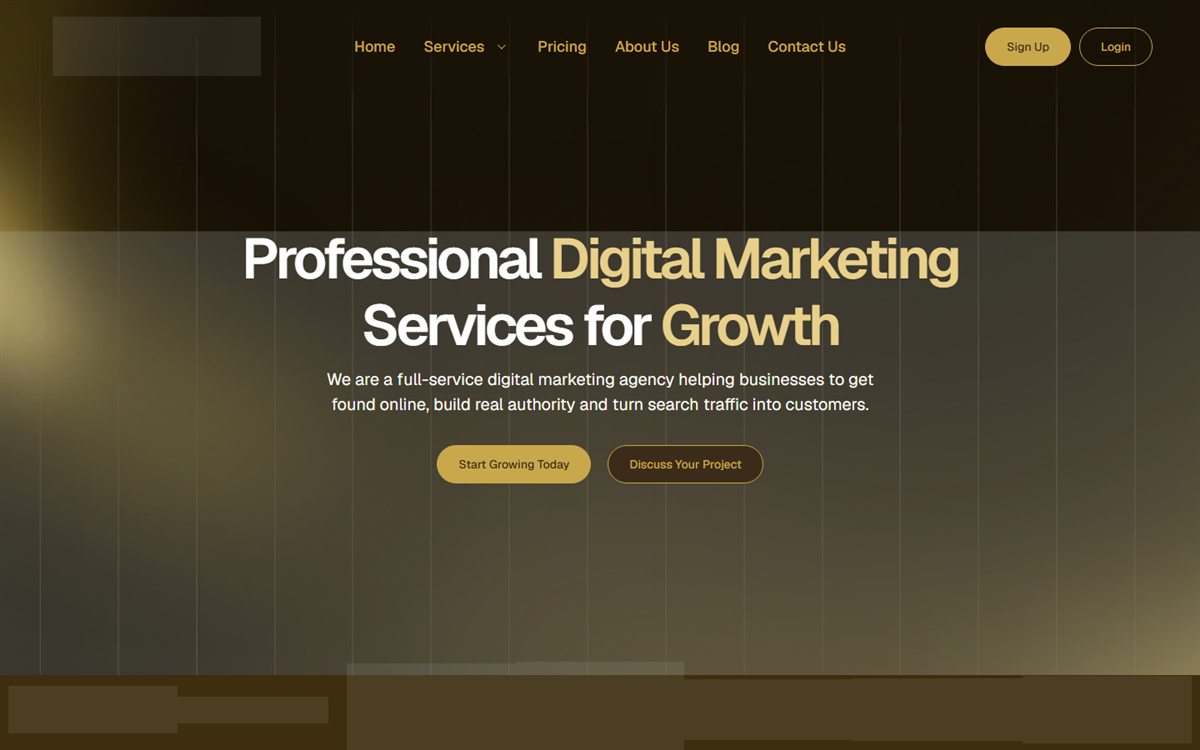 Home
Services
Pricing
About Us
Blog
Contact Us
Sign Up
Login
Professional Digital Marketing
Services for Growth
We are a full-service digital marketing agency helping businesses to get
found online, build real authority and turn search traffic into customers.
Start Growing Today
Discuss Your Project